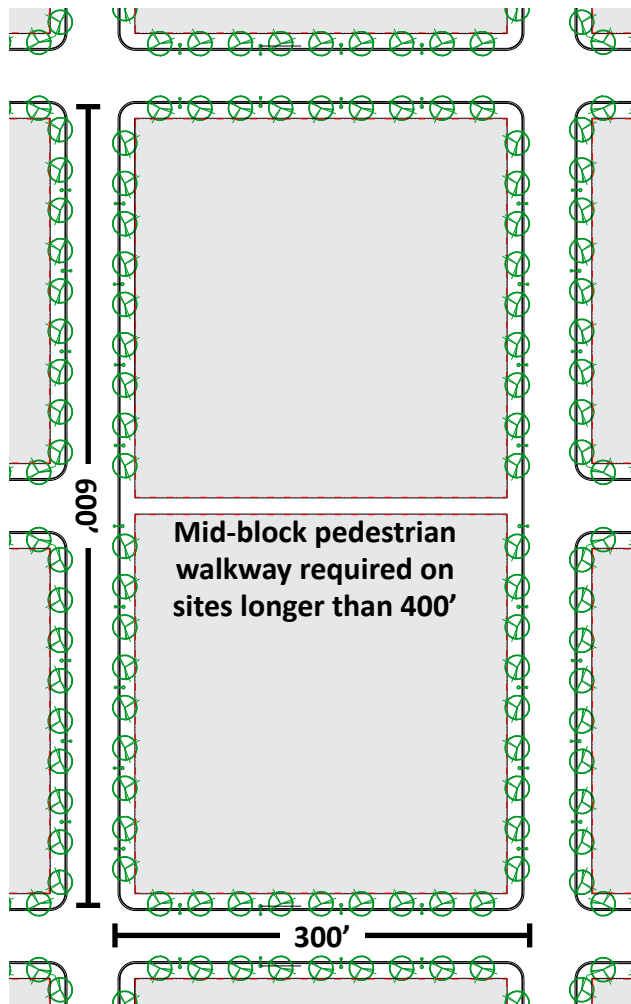 600’
Mid-block pedestrian
walkway required on
sites longer than 400’
300’